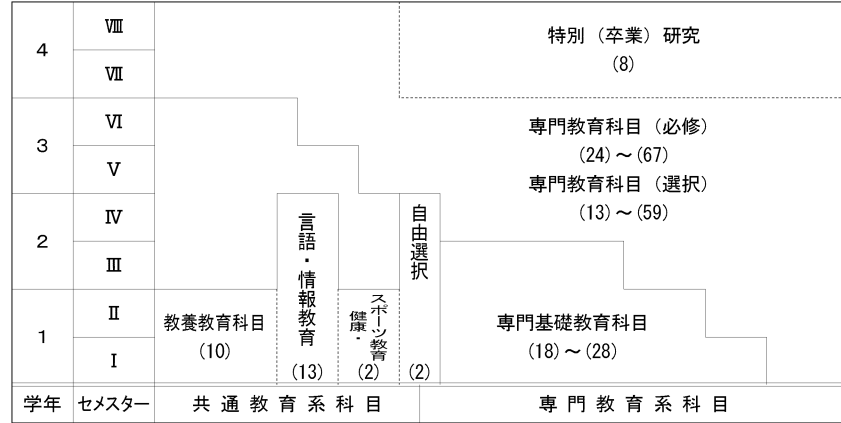 4
Ⅷ
Ⅶ
特別（卒業）研究
(8)
3
Ⅵ
Ⅴ
専門教育科目（必修）
(24)～(67)
専門教育科目（選択）
(13)～(59)
2
Ⅳ
Ⅲ
1
Ⅱ
Ⅰ
教養教育科目
(10)
言語・情報教育
(13)
健康・
スポーツ教育
(2)
自由選択
(2)
専門基礎教育科目
(18)～(28)
学年
セメスター
共通教育系科目
専門教育系科目